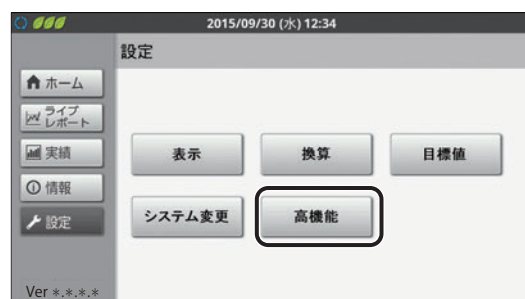 2015/09/30 (水) 12:34
設定
ホーム
ライブ
レポート
実績
情報
設定
表示
換算
目標値
システム変更
高機能
Ver *.*.*.*